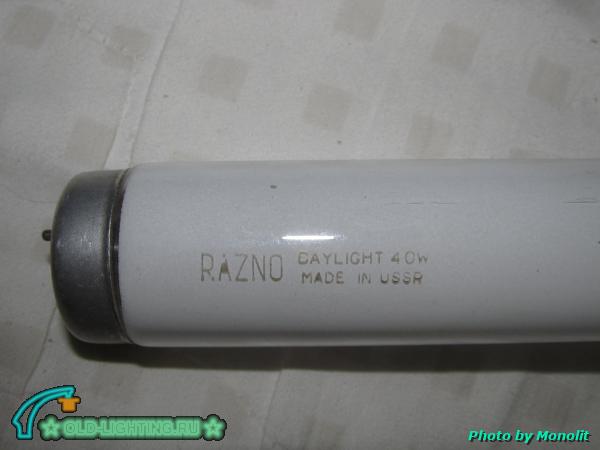 RAZNO DAYLIGHT 40W
MADE IN USSR
☆ OLD-LIGHTING.RU ☆
Photo by Monolit